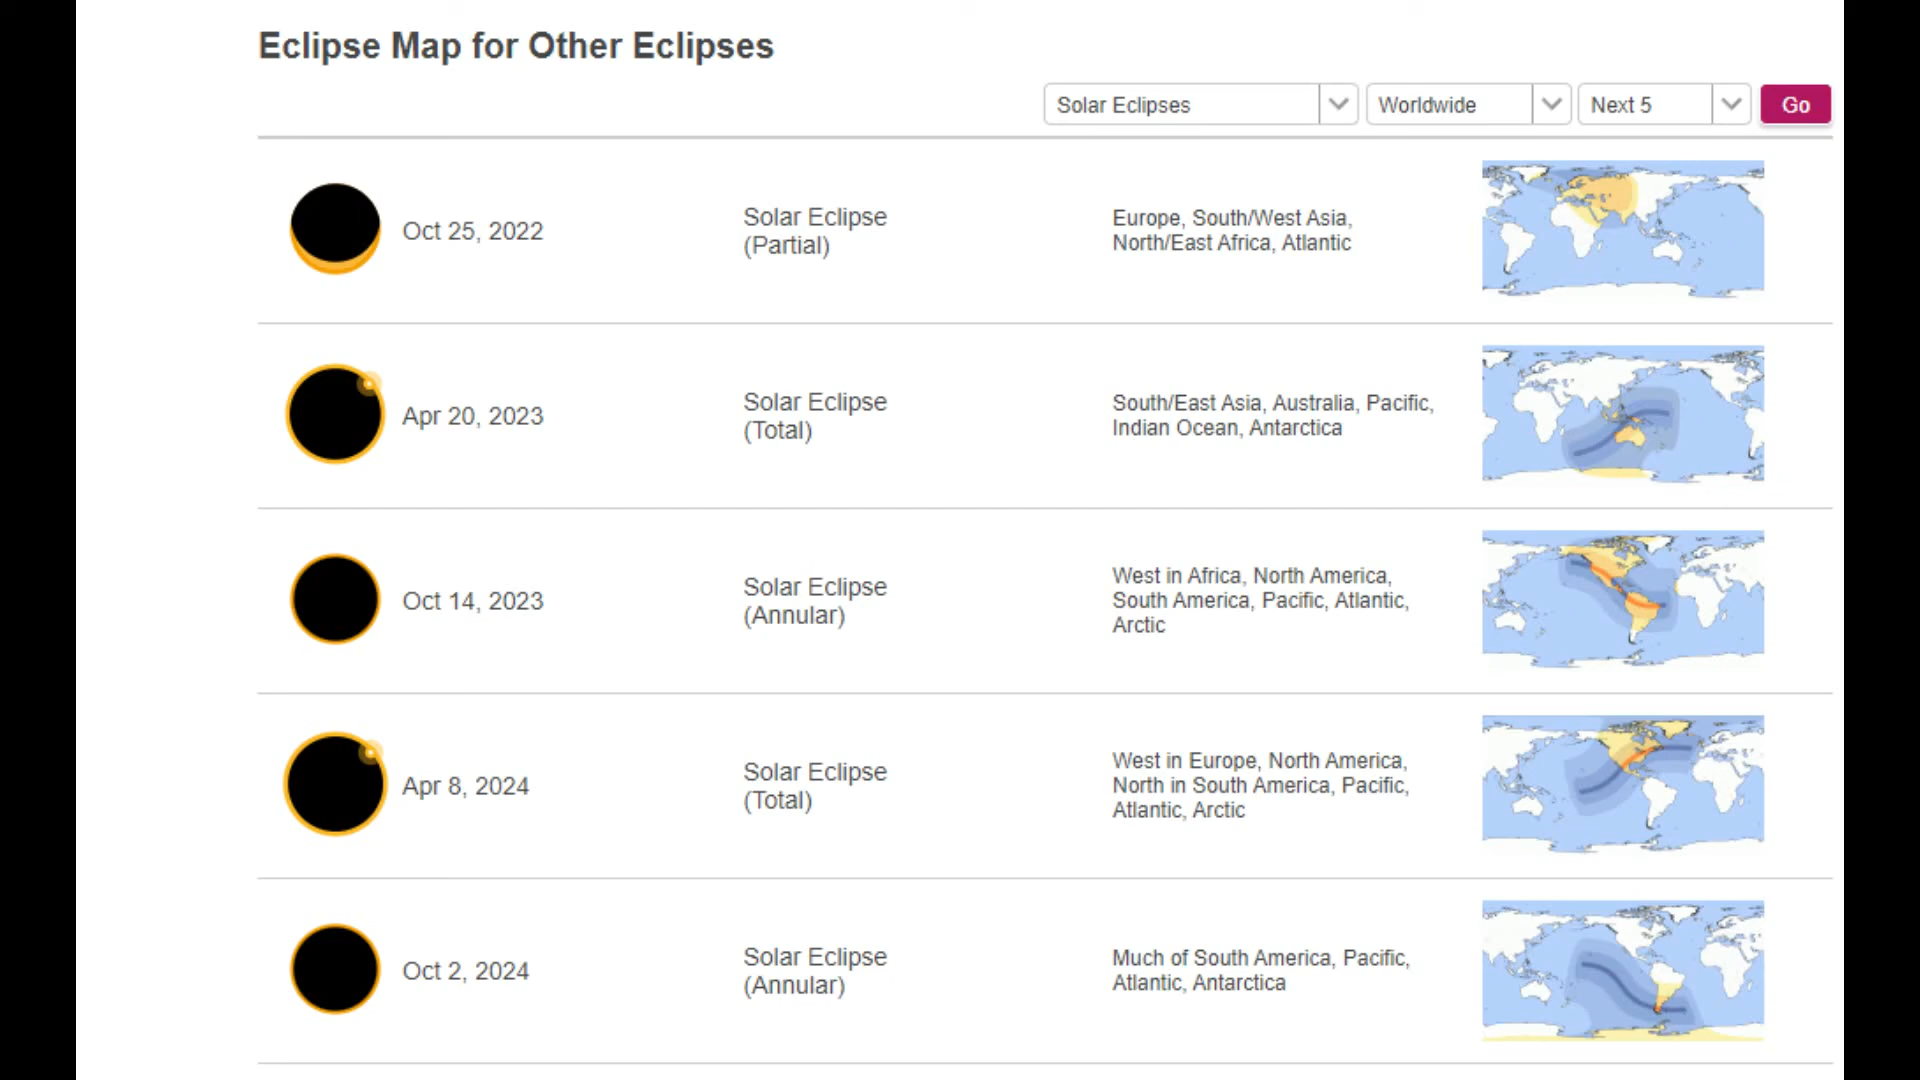 Eclipse Map for Other Eclipses
Solar Eclipses Worldwide Next 5 Go
Oct 25, 2022
Solar Eclipse
(Partial)
Europe, South/West Asia,
North/East Africa, Atlantic
Apr 20, 2023
Solar Eclipse
(Total)
South/East Asia, Australia, Pacific,
Indian Ocean, Antarctica
Oct 14, 2023
Solar Eclipse
(Annular)
West in Africa, North America,
South America, Pacific, Atlantic,
Arctic
Apr 8, 2024
Solar Eclipse
(Total)
West in Europe, North America,
North in South America, Pacific,
Atlantic, Arctic
Oct 2, 2024
Solar Eclipse
(Annular)
Much of South America, Pacific,
Atlantic, Antarctica